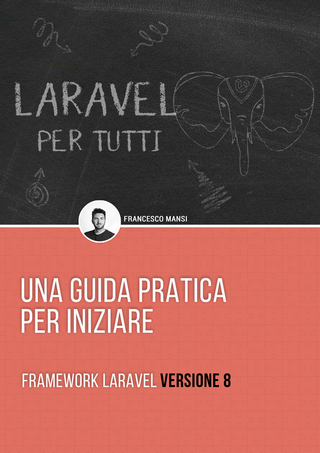 LARAVEL
PER TUTTI
FRANCESCO MANSI
UNA GUIDA PRATICA
PER INIZIARE
FRAMEWORK LARAVEL VERSIONE 8